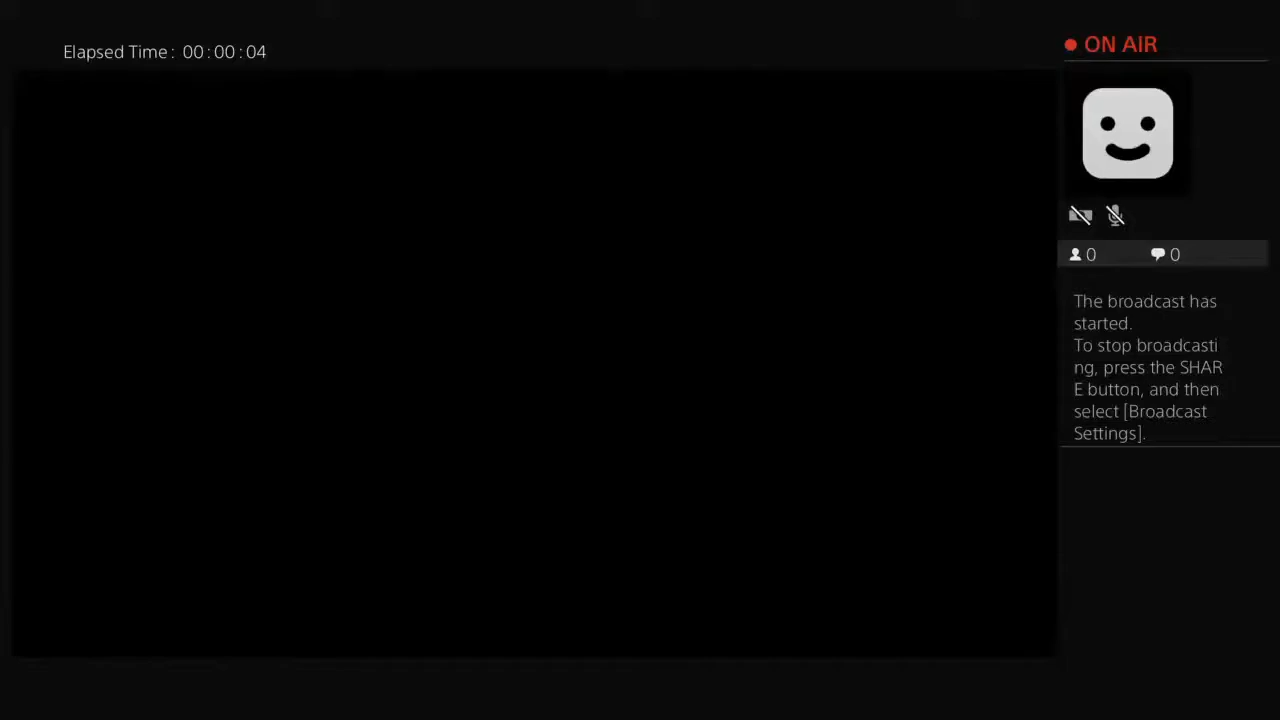 Elapsed Time: 00:00:04
ON AIR
0
0
The broadcast has
started.
To stop broadcasti
ng, press the SHAR
E button, and then
select [Broadcast
Settings].